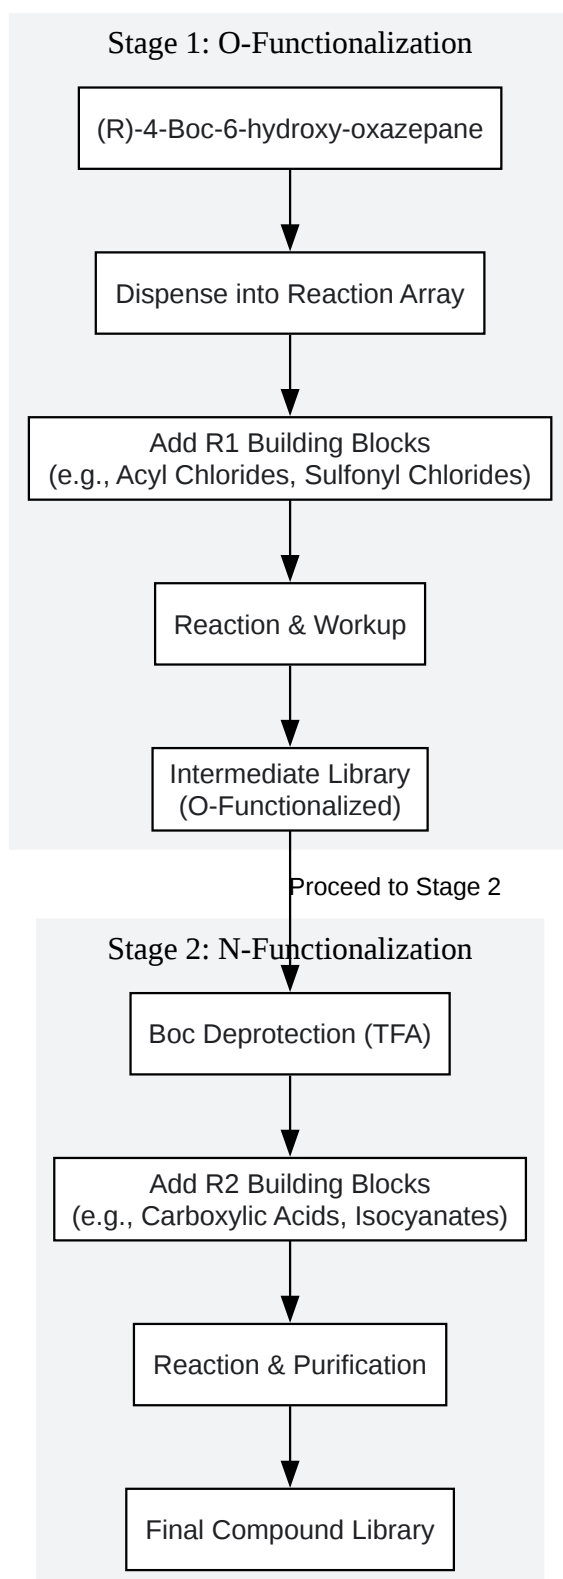 Stage 1: O-Functionalization
(R)-4-Boc-6-hydroxy-oxazepane
Dispense into Reaction Array
Add R1 Building Blocks
(e.g., Acyl Chlorides, Sulfonyl Chlorides)
Reaction & Workup
Intermediate Library
(O-Functionalized)
Proceed to Stage 2
Stage 2: N-Functionalization
Boc Deprotection (TFA)
Add R2 Building Blocks
(e.g., Carboxylic Acids, Isocyanates)
Reaction & Purification
Final Compound Library